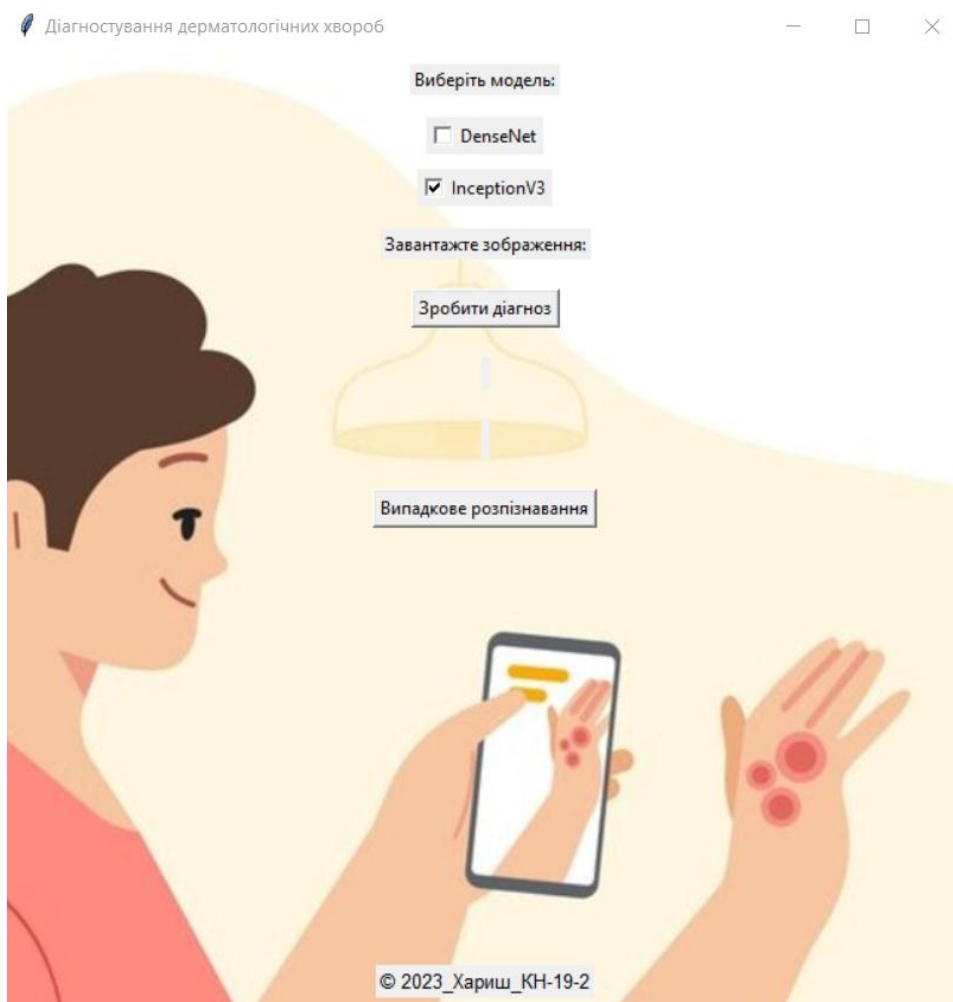 Діагностування дерматологічних хвороб
Виберіть модель:
DenseNet
InceptionV3
Завантажте зображення:
Зробити діагноз
Випадкове розпізнавання
© 2023_Хариш_КН-19-2